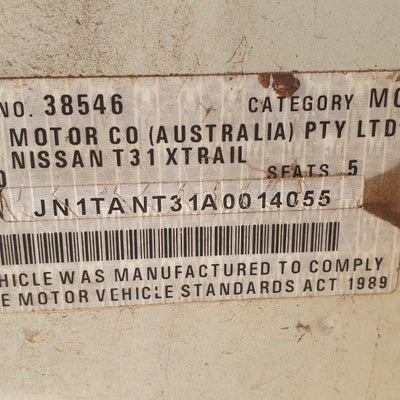 NO. 38546 CATEGORY MC
MOTOR CO (AUSTRALIA) PTY LTD
NISSAN T31 XTRAIL
SEATS 5
JN1TANT31A0014055
HICLE WAS MANUFACTURED TO COMPLY
E MOTOR VEHICLE STANDARDS ACT 1989